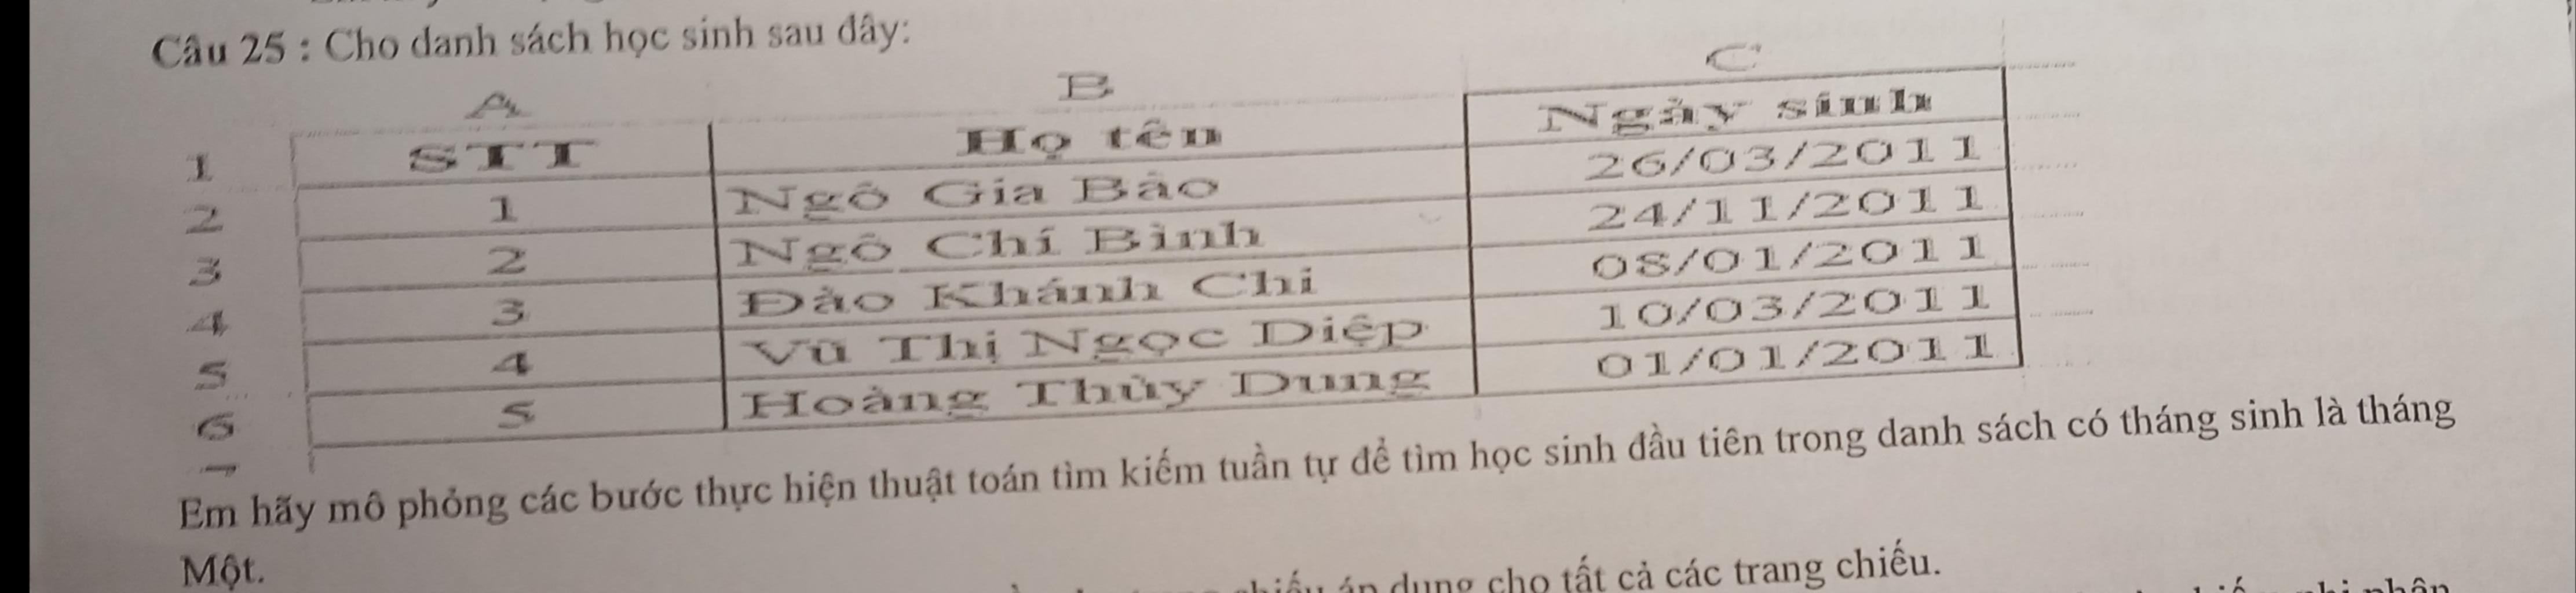 Câu 25 : Cho danh sách học sinh sau đây:
A B C
1 STT Họ tên Ngày sinh
2 1 Ngô Gia Bảo 26/03/2011
3 2 Ngô Chí Bình 24/11/2011
4 3 Đào Khánh Chi 08/01/2011
5 4 Vũ Thị Ngọc Diệp 10/03/2011
6 5 Hoàng Thùy Dung 01/01/2011
7
Em hãy mô phỏng các bước thực hiện thuật toán tìm kiếm tuần tự để tìm học sinh đầu tiên trong danh sách có tháng sinh là tháng
Một.
dụng cho tất cả các trang chiếu.